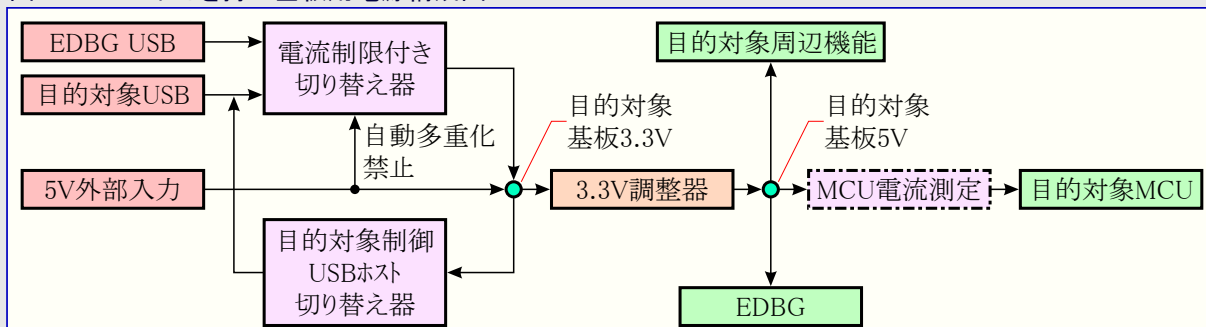 EDBG USB
目的対象USB
5V外部入力
電流制限付き
切り替え器
自動多重化
禁止
目的対象制御
USBホスト
切り替え器
目的対象
基板3.3V
3.3V調整器
目的対象周辺機能
目的対象
基板5V
MCU電流測定
目的対象MCU
EDBG